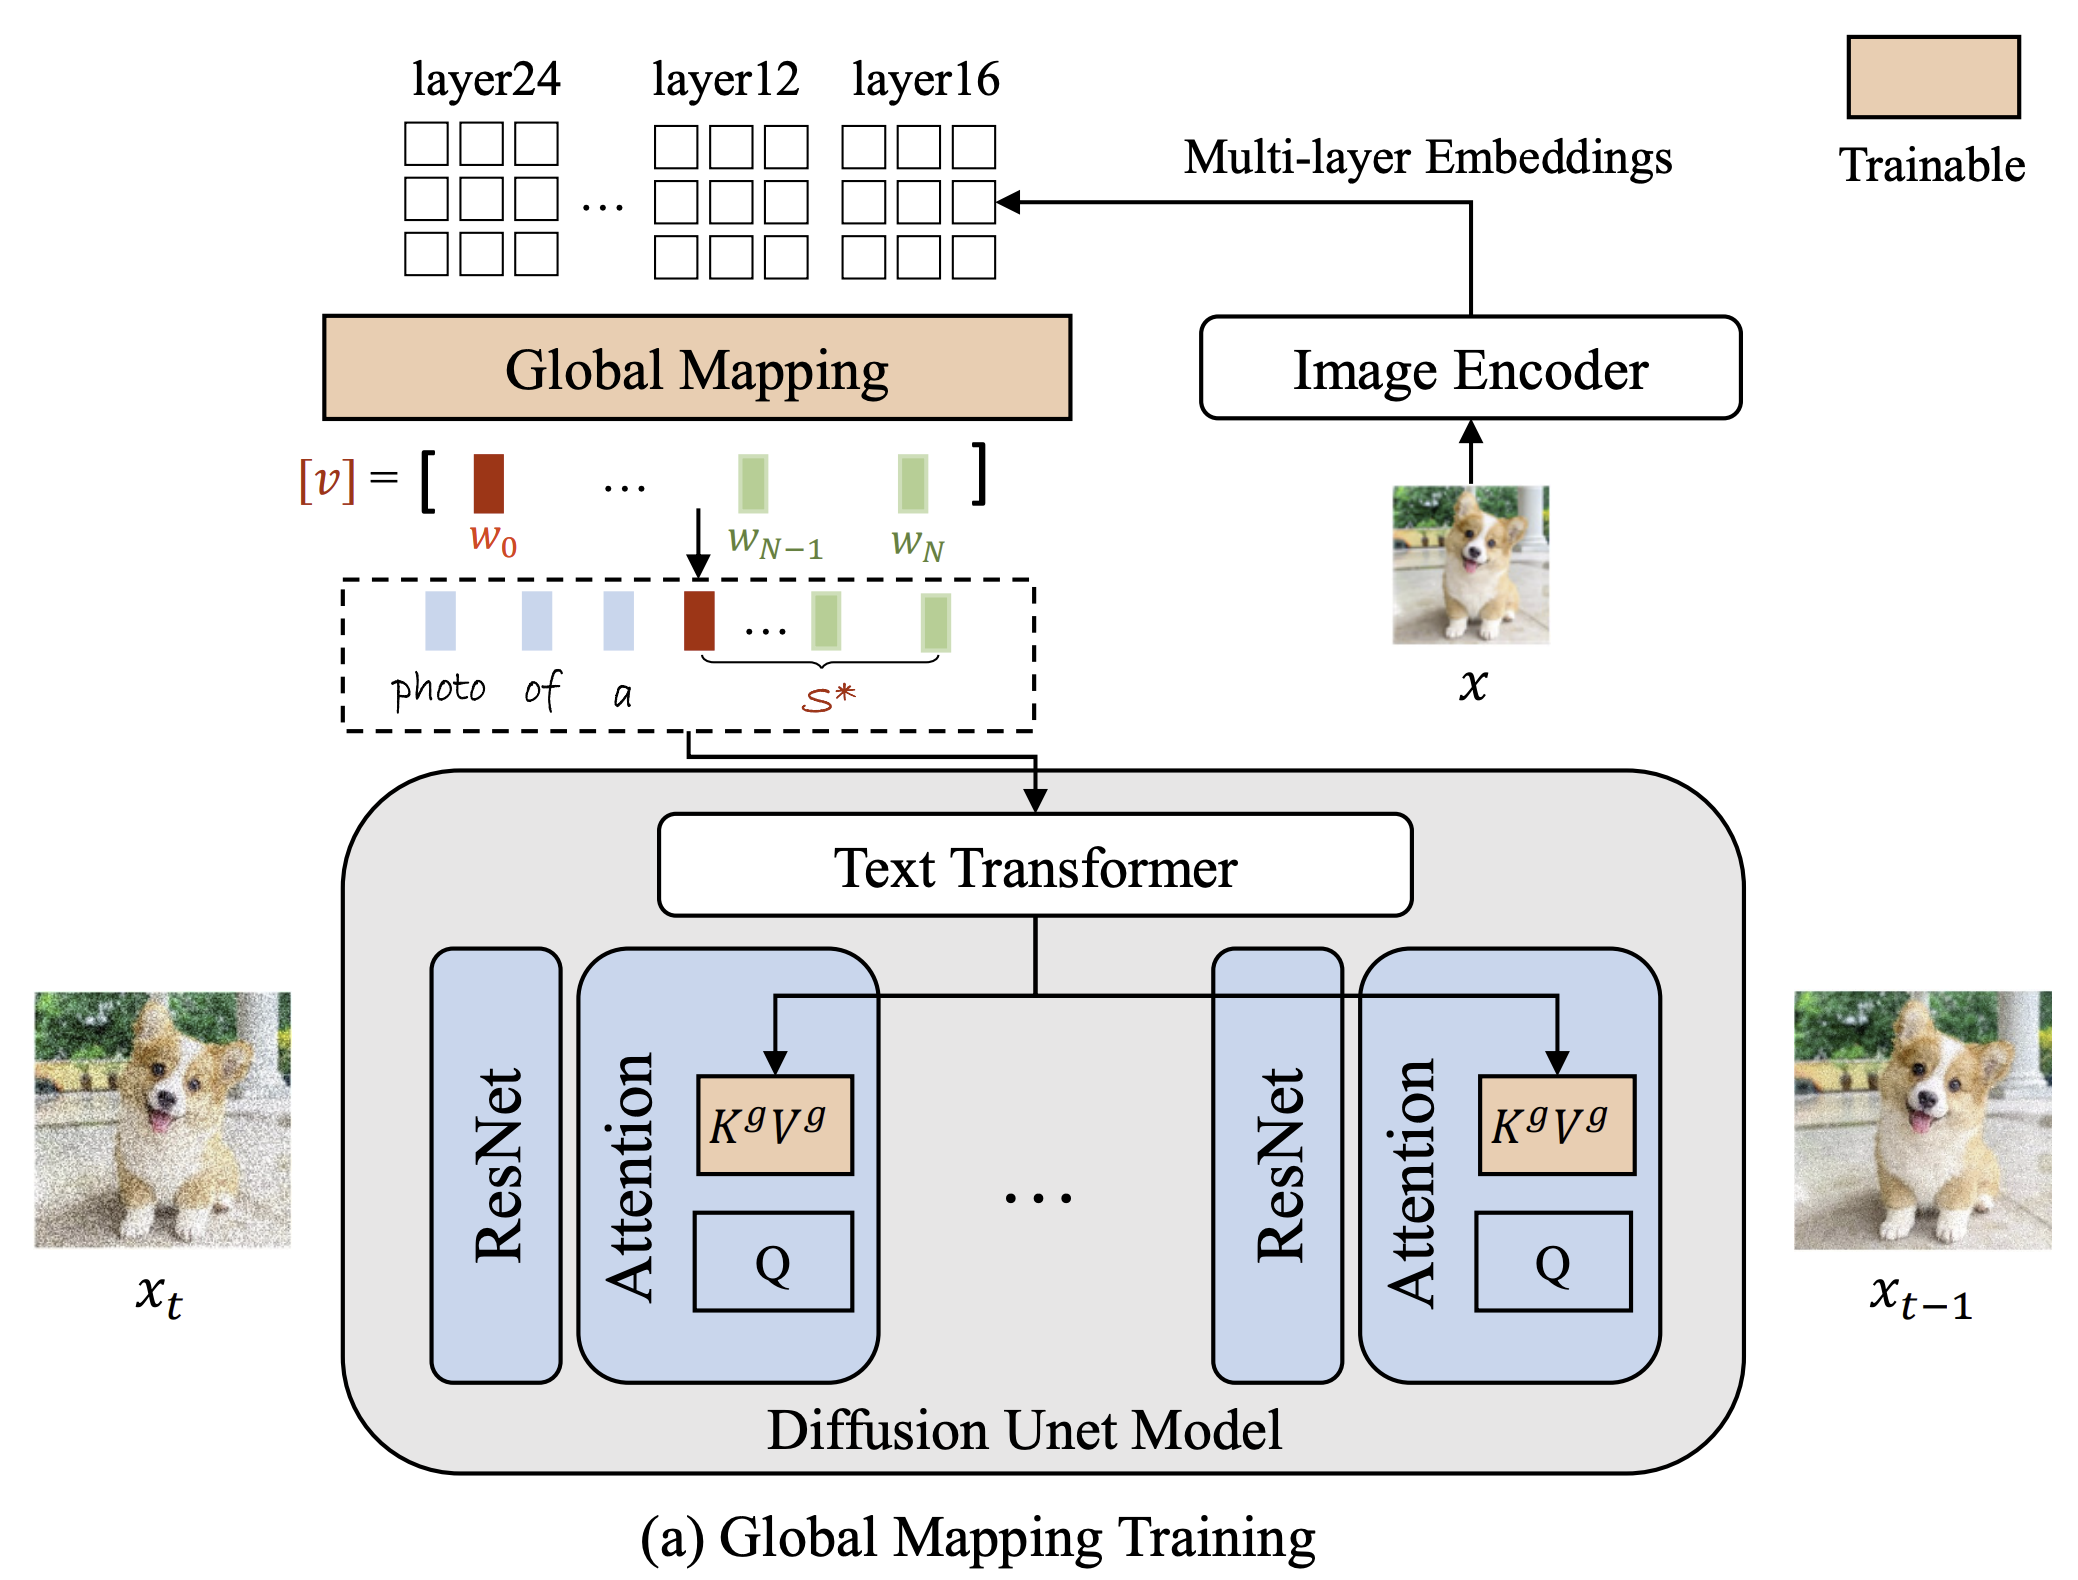 layer24 layer12 layer16
Trainable
Multi-layer Embeddings
...
Global Mapping
Image Encoder
[v] = [ ... ]
w₀ w_{N−1} w_N
...
photo of a S*
x
Text Transformer
ResNet
Attention
K^g V^g
Q
...
ResNet
Attention
K^g V^g
Q
x_t
x_{t−1}
Diffusion Unet Model
(a) Global Mapping Training